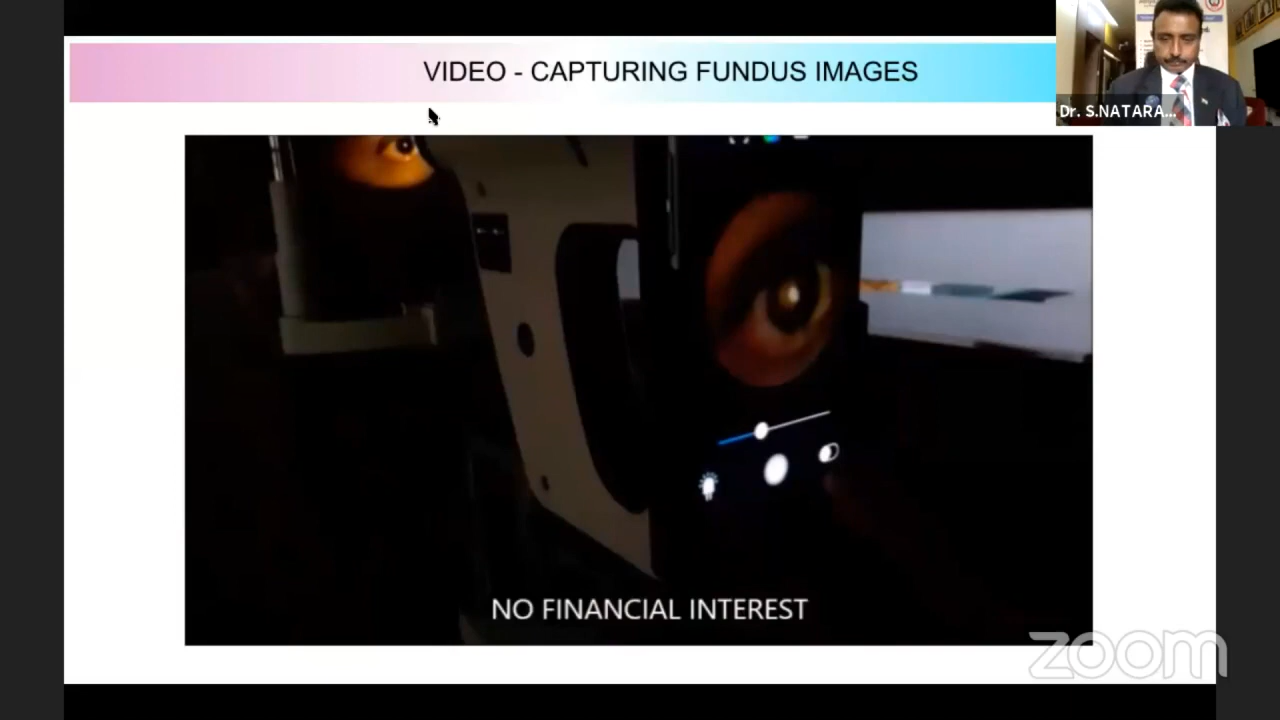 VIDEO - CAPTURING FUNDUS IMAGES
Dr. S.NATARA...
NO FINANCIAL INTEREST
zoom